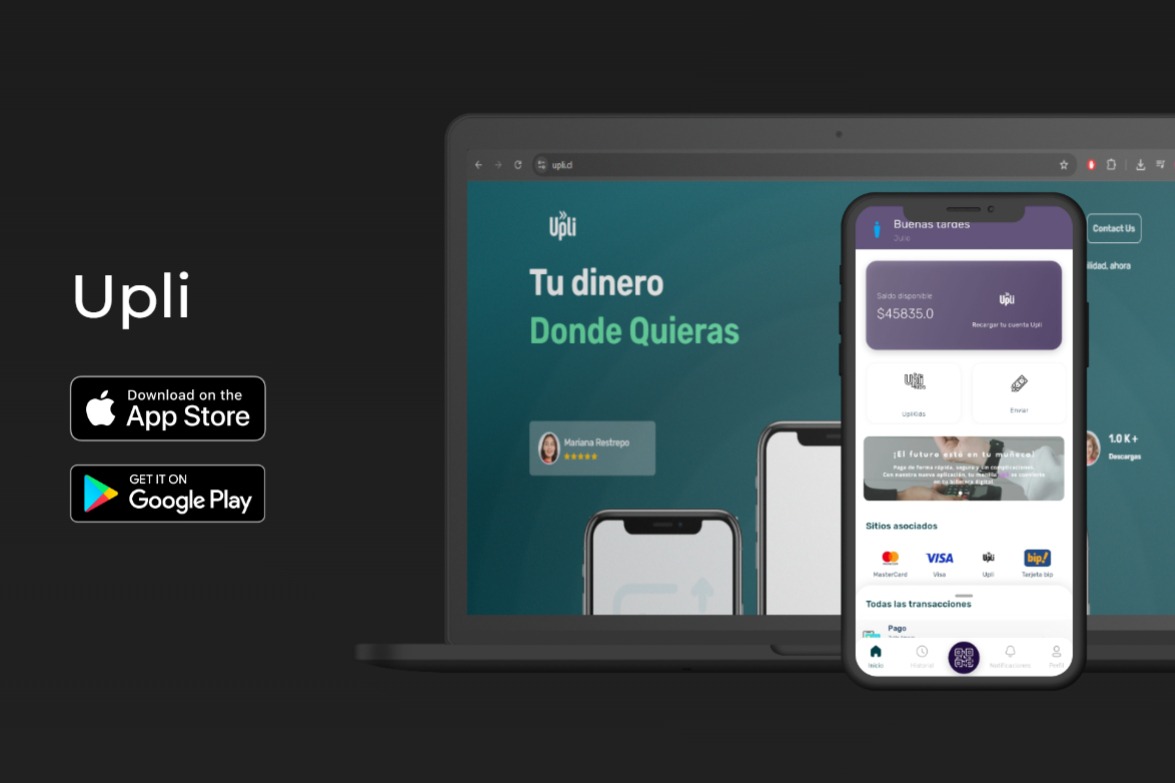 Upli
Download on the
App Store
GET IT ON
Google Play
upli.cl
Upli
Tu dinero
Donde Quieras
Mariana Restrepo
Contact Us
ilidad, ahora
1.0 K+
Descargas
Buenas tardes
Saldo disponible
$45835.0
Upli
Recargar tu cuenta Upli
Enviar
¡El futuro está en tu muñeca!
Paga de forma rápida, segura y sin complicaciones.
Con nuestra nueva aplicación, tu
se convierte
en tu billetera digital
Sitios asociados
VISA
bip!
MasterCard
Visa
Upli
Tarjeta bip
Todas las transacciones
Pago
Inicio
Historial
Notificaciones
Perfil